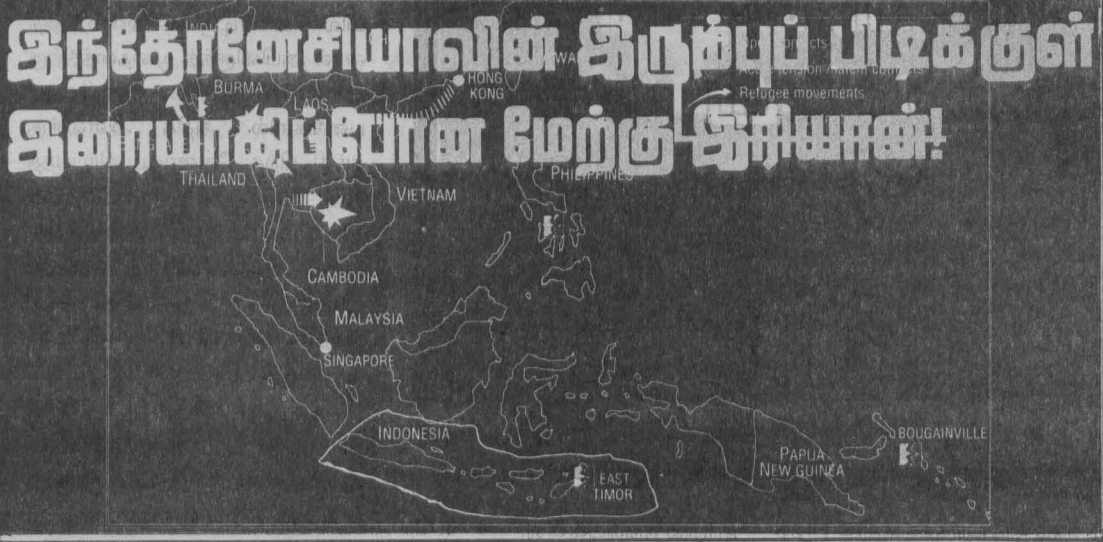 இந்தோனேசியாவின் இரும்புப் பிடிக்குள்
இரையாகிப்போன மேற்கு இரியான்!
BURMA
LAOS
HONG
KONG
Refugee movements
THAILAND
VIETNAM
PHILIPPINES
CAMBODIA
MALAYSIA
SINGAPORE
INDONESIA
EAST
TIMOR
PAPUA
NEW GUINEA
BOUGAINVILLE